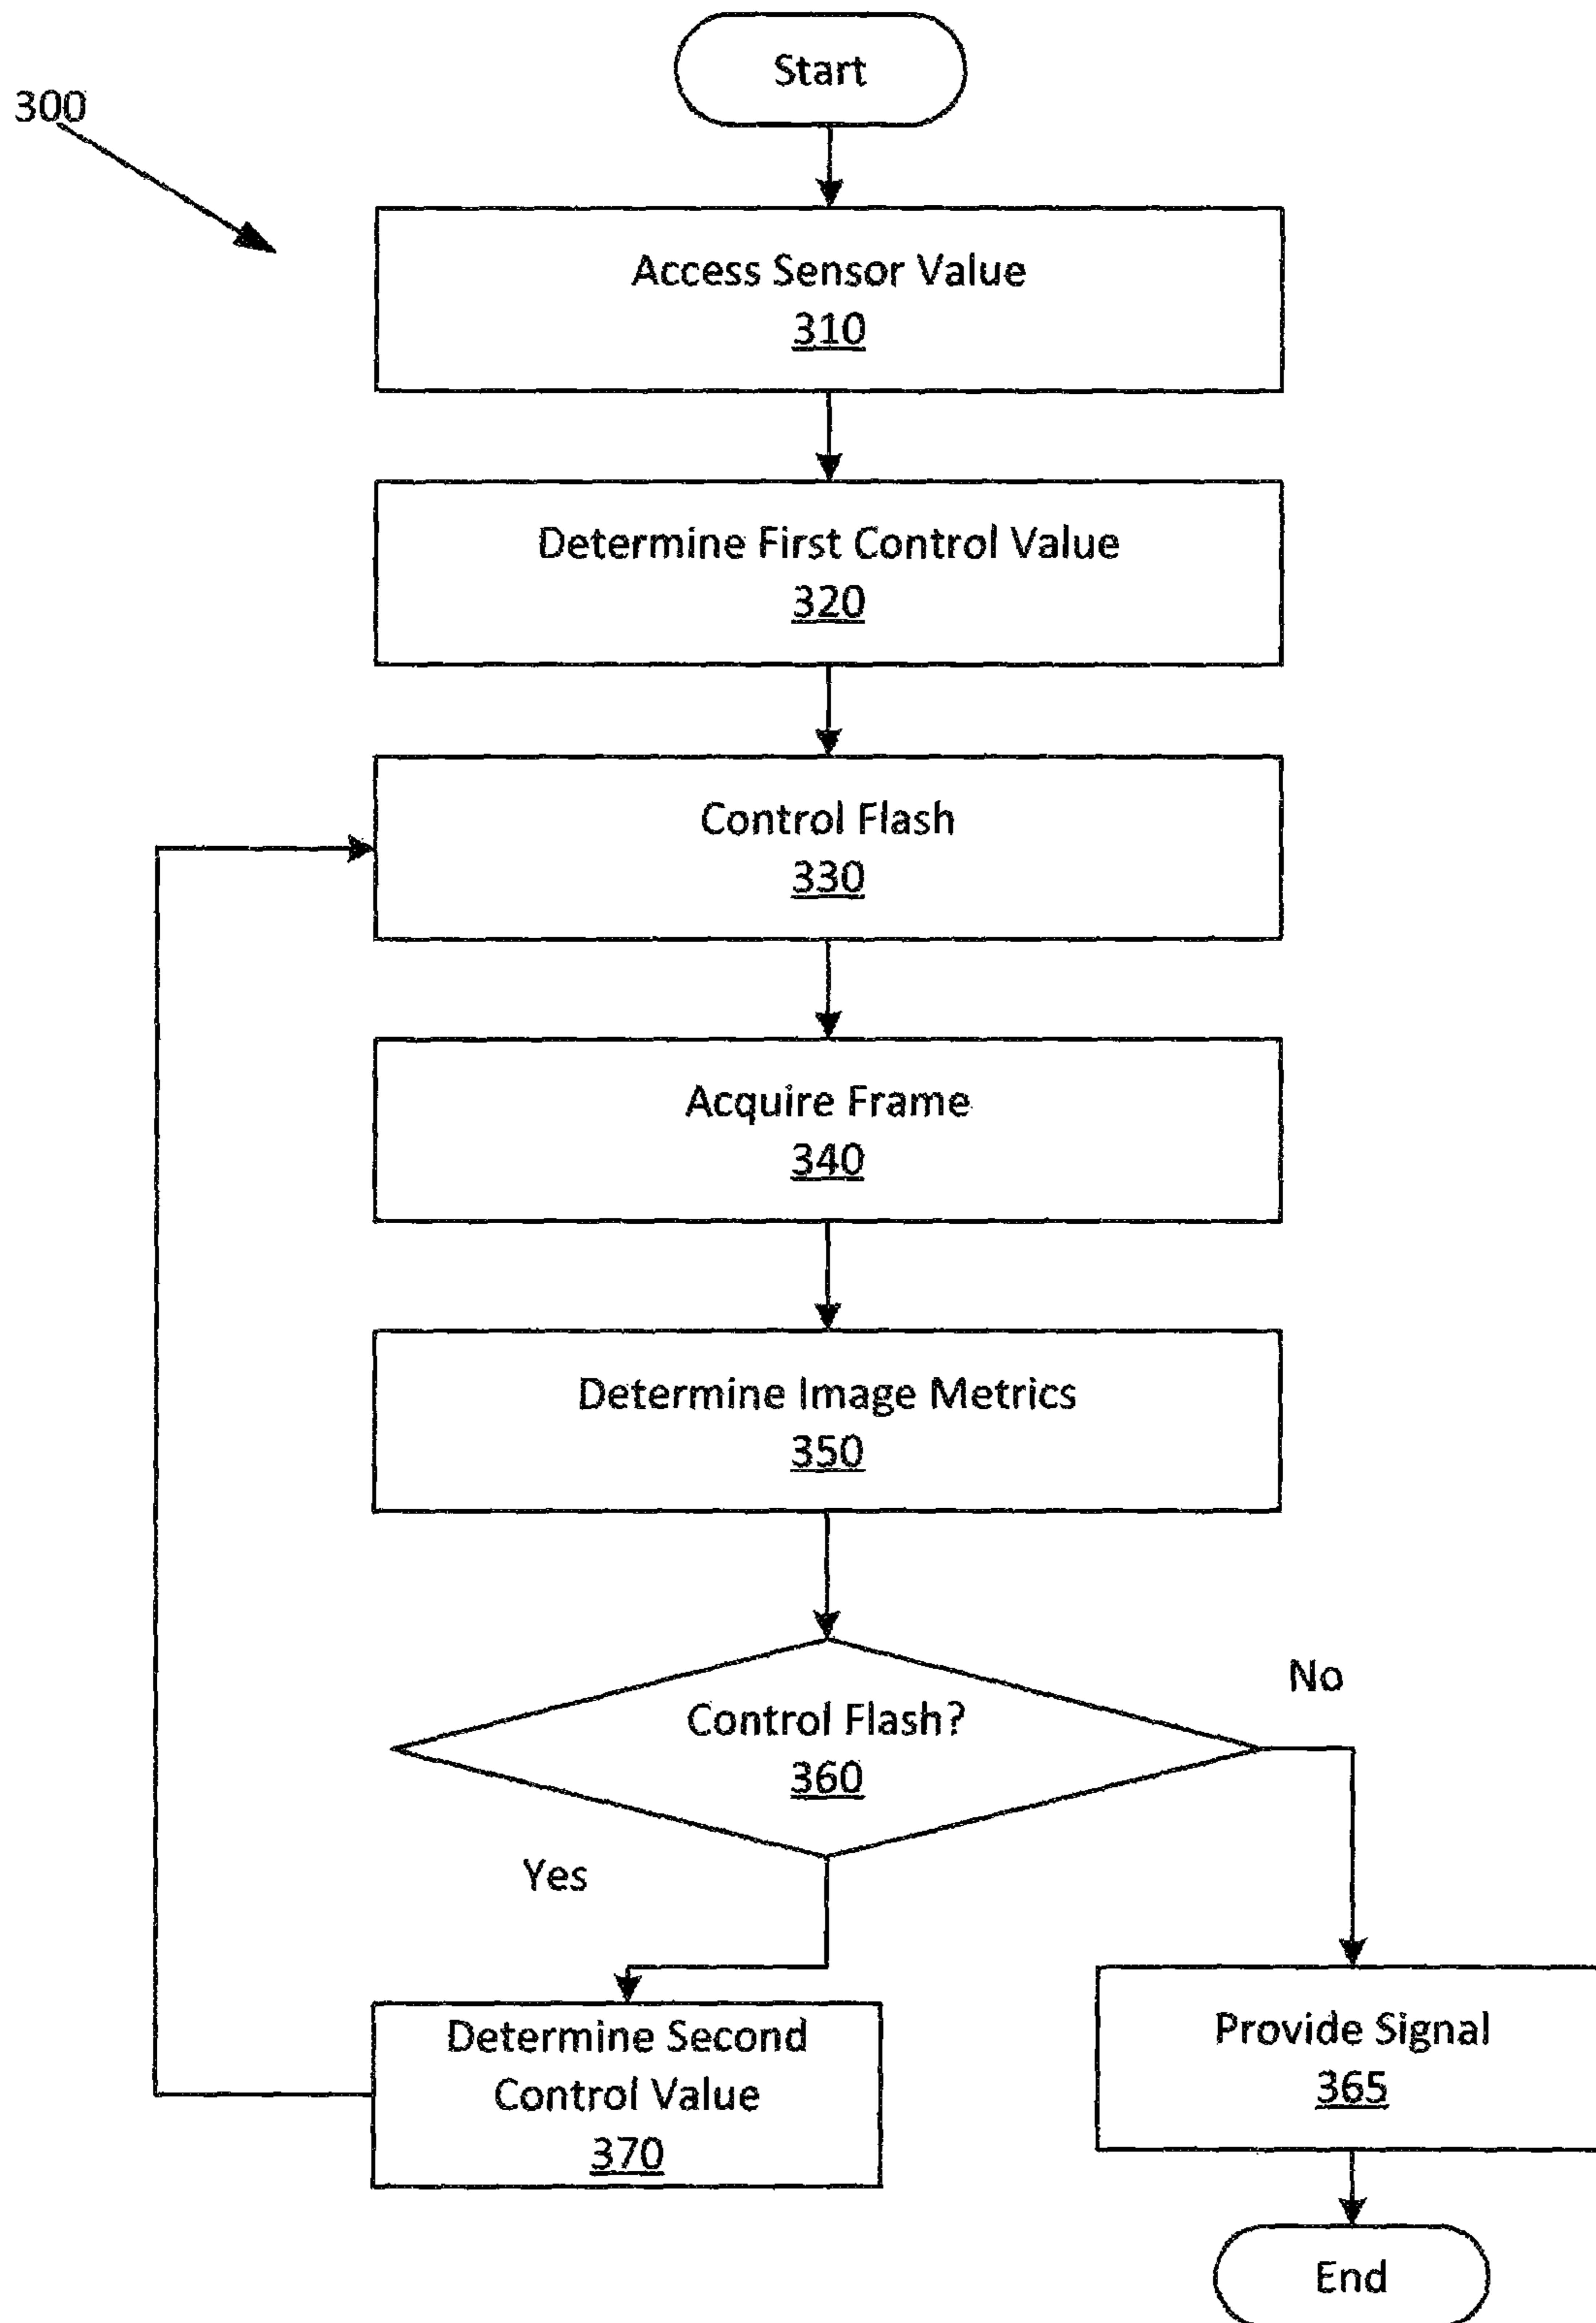 Start
300
Access Sensor Value
310
Determine First Control Value
320
Control Flash
330
Acquire Frame
340
Determine Image Metrics
350
Control Flash?
360
No
Yes
Determine Second
Control Value
370
Provide Signal
365
End